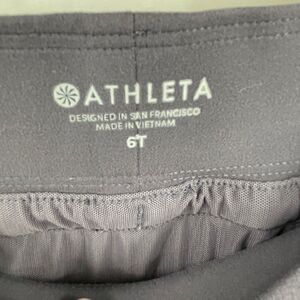 ATHLETA
DESIGNED IN SAN FRANCISCO
MADE IN VIETNAM
6T